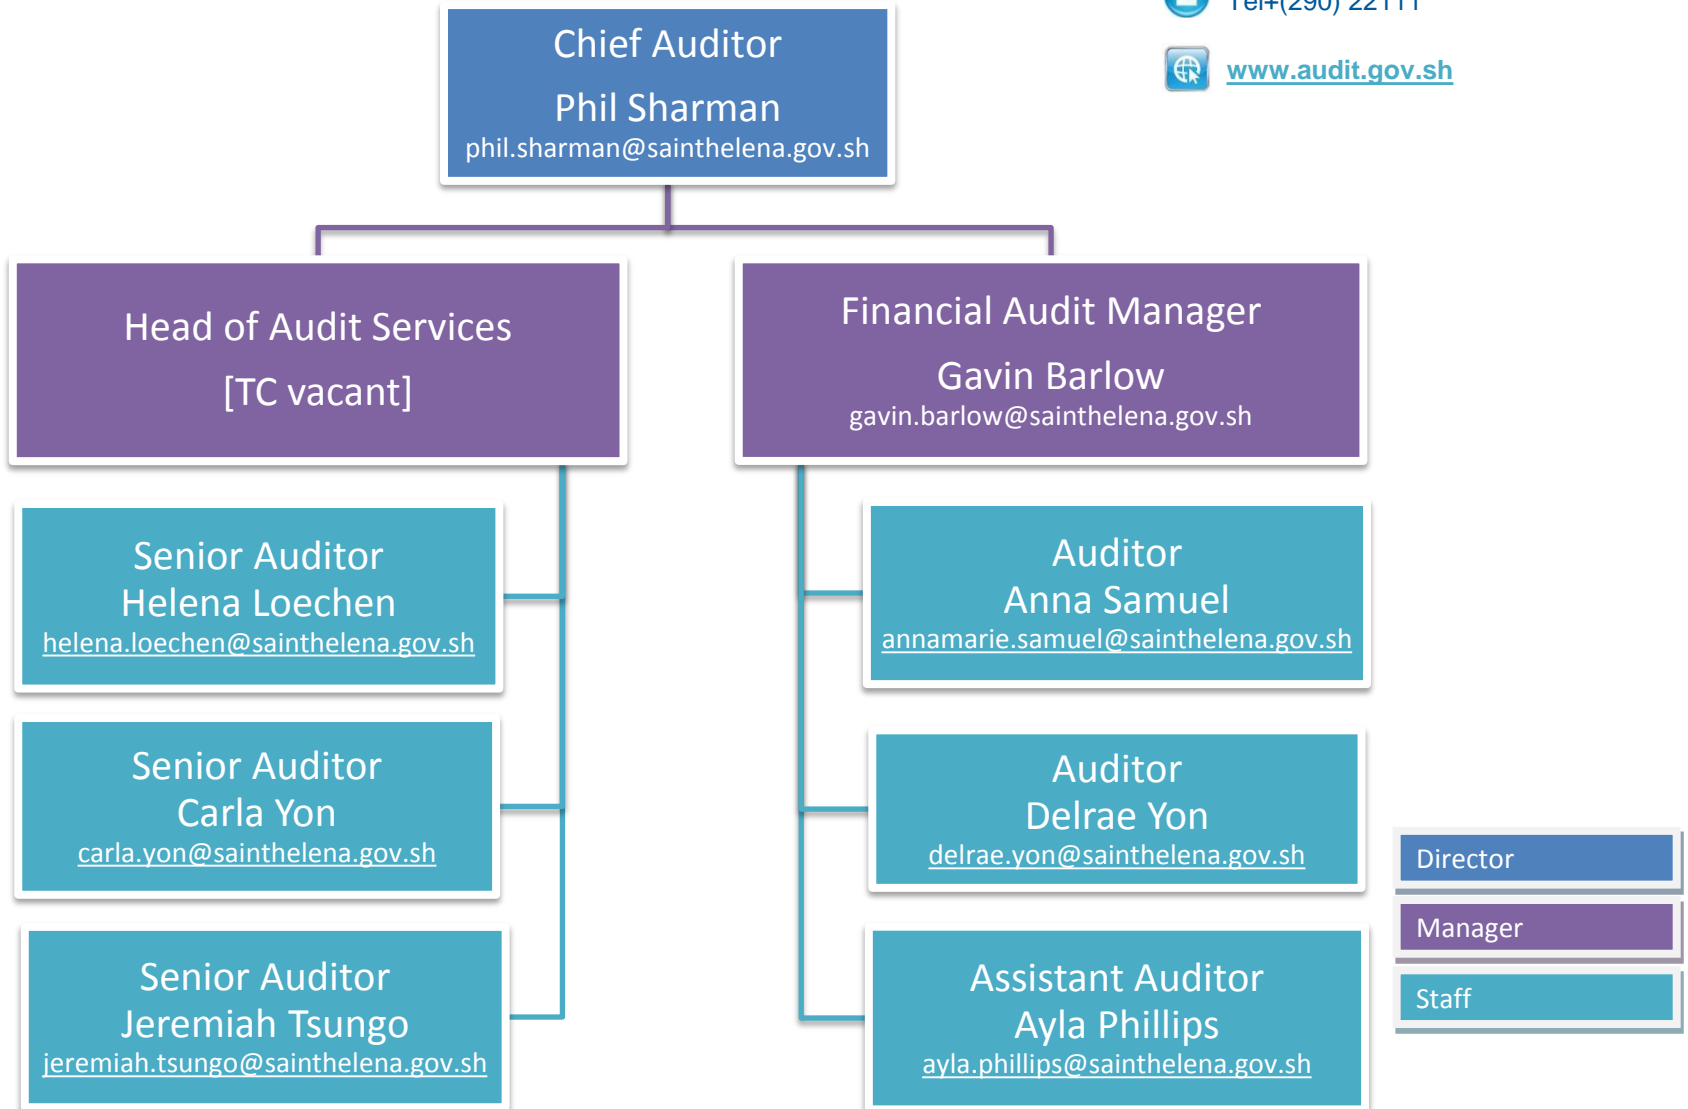 Tel+(290) 22111
www.audit.gov.sh
Chief Auditor
Phil Sharman
phil.sharman@sainthelena.gov.sh
Head of Audit Services
[TC vacant]
Financial Audit Manager
Gavin Barlow
gavin.barlow@sainthelena.gov.sh
Senior Auditor
Helena Loechen
helena.loechen@sainthelena.gov.sh
Senior Auditor
Carla Yon
carla.yon@sainthelena.gov.sh
Senior Auditor
Jeremiah Tsungo
jeremiah.tsungo@sainthelena.gov.sh
Auditor
Anna Samuel
annamarie.samuel@sainthelena.gov.sh
Auditor
Delrae Yon
delrae.yon@sainthelena.gov.sh
Assistant Auditor
Ayla Phillips
ayla.phillips@sainthelena.gov.sh
Director
Manager
Staff